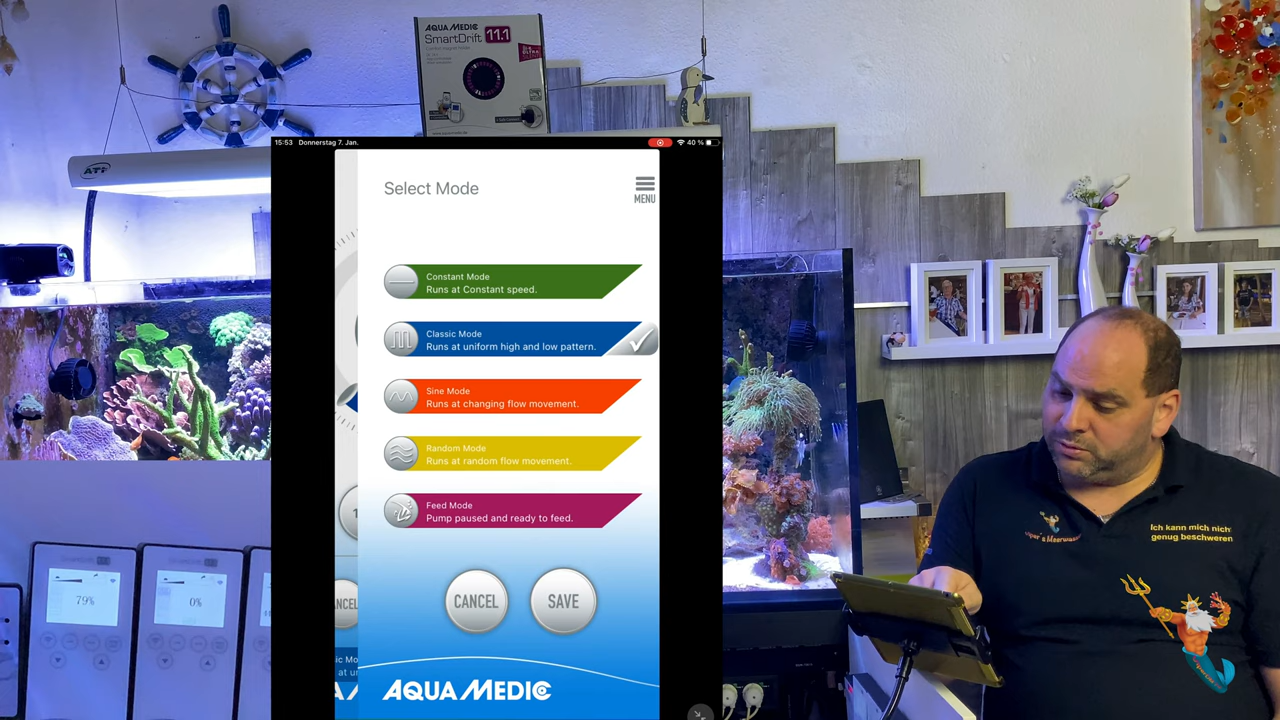 AQUA MEDIC
SmartDrift 11.1
15:53 Donnerstag 7. Jan.
40 %
ATI
Select Mode
MENU
Constant Mode
Runs at Constant speed.
Classic Mode
Runs at uniform high and low pattern.
Sine Mode
Runs at changing flow movement.
Random Mode
Runs at random flow movement.
Feed Mode
Pump paused and ready to feed.
CANCEL
SAVE
AQUA MEDIC
79%
0%
Ich kann mich nicht
genug beschweren